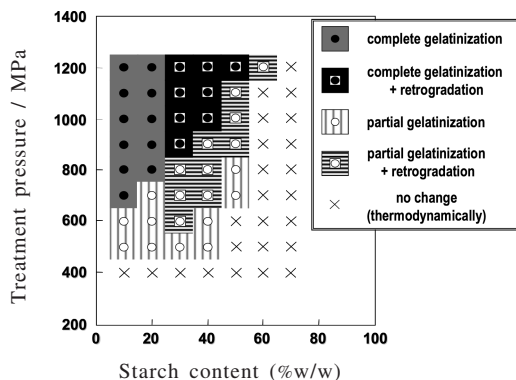 Treatment pressure / MPa
1400
1200
1000
800
600
400
200
0
20
40
60
80
100
Starch content (%w/w)
complete gelatinization
complete gelatinization
+ retrogradation
partial gelatinization
partial gelatinization
+ retrogradation
no change
(thermodynamically)